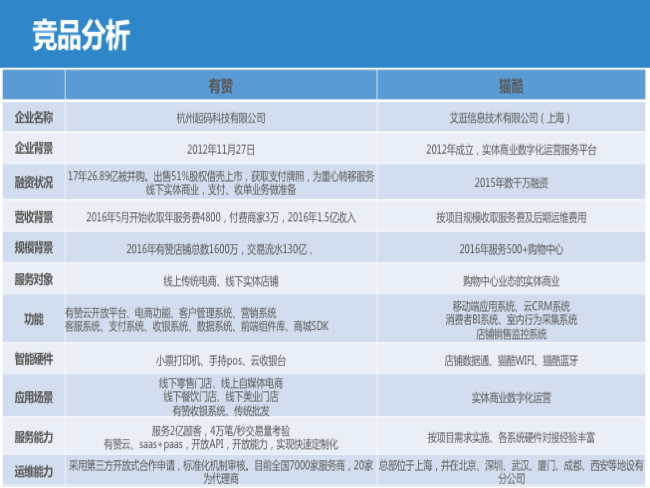 竞品分析
有赞 猫酷
企业名称 杭州起码科技有限公司 艾逛信息技术有限公司（上海）
企业背景 2012年11月27日 2012年成立，实体商业数字化运营服务平台
融资状况 17年26.89亿被并购。出售51%股权借壳上市，获取支付牌照，为重心转移服务 2015年数千万融资
线下实体商业，支付、收单业务做准备
营收背景 2016年5月开始收取年服务费4800，付费商家3万，2016年1.5亿收入 按项目规模收取服务费及后期运维费用
规模背景 2016年有赞店铺总数1600万，交易流水130亿， 2016年服务500+购物中心
服务对象 线上传统电商、线下实体店铺 购物中心业态的实体商业
功能 有赞云开放平台、电商功能、客户管理系统、营销系统
客服系统、支付系统、收银系统、数据系统、前端组件库、商城SDK
移动端应用系统、云CRM系统
消费者BI系统、室内行为采集系统
店铺销售监控系统
智能硬件 小票打印机、手持pos、云收银台 店铺数据通、猫酷WIFI、猫酷蓝牙
应用场景 线下零售门店、线上自媒体电商
线下餐饮门店、线下美业门店
有赞收银系统、传统批发
实体商业数字化运营
服务能力 服务2亿顾客，4万笔/秒交易量考验
有赞云、saas+paas，开放API，开放能力，实现快速定制化
按项目需求实施、各系统硬件对接经验丰富
运维能力 采用第三方开放式合作申请，标准化机制审核。目前全国7000家服务商，20家
为代理商
总部位于上海，并在北京、深圳、武汉、厦门、成都、西安等地设有
分公司